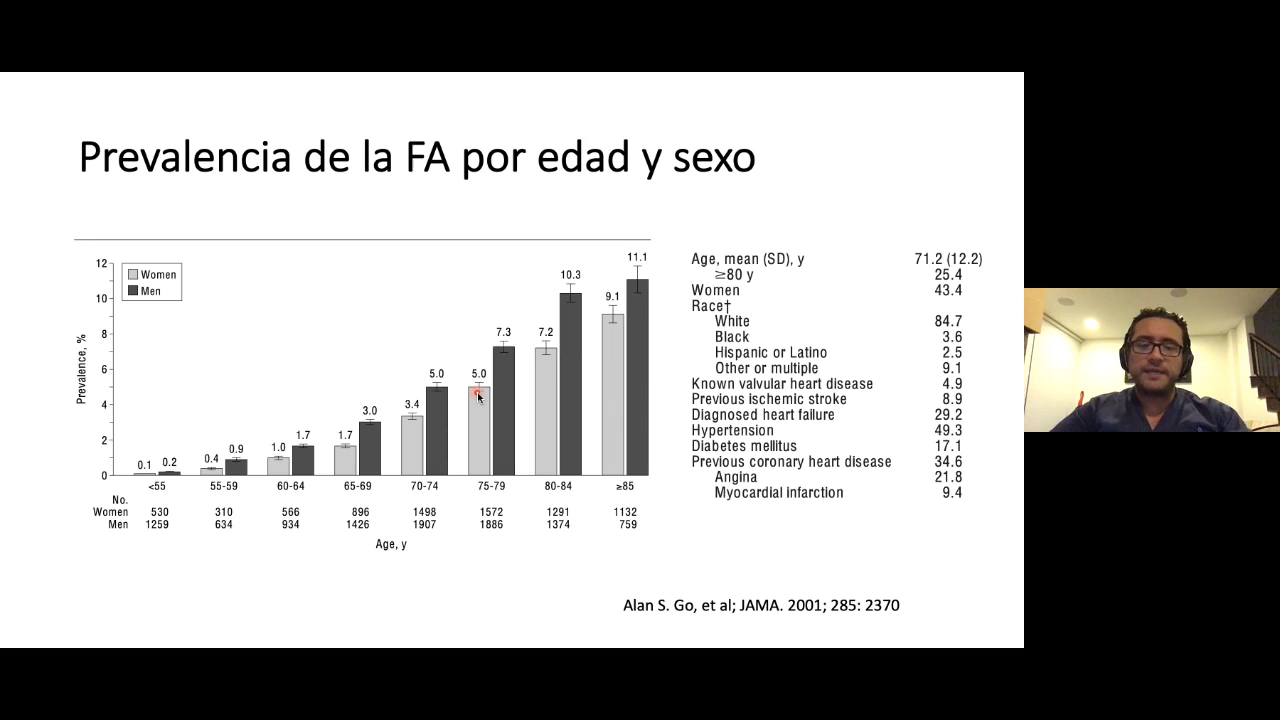 Prevalencia de la FA por edad y sexo
12
10
8
6
4
2
0
Prevalence, %
Women
Men
0.1 0.2
0.4 0.9
1.0 1.7
1.7 3.0
3.4 5.0
5.0 7.3
7.2 10.3
9.1 11.1
<55 55-59 60-64 65-69 70-74 75-79 80-84 ≥85
No.
Women 530 310 566 896 1498 1572 1291 1132
Men 1259 634 934 1426 1907 1886 1374 759
Age, y
Age, mean (SD), y 71.2 (12.2)
≥80 y 25.4
Women 43.4
Race†
White 84.7
Black 3.6
Hispanic or Latino 2.5
Other or multiple 9.1
Known valvular heart disease 4.9
Previous ischemic stroke 8.9
Diagnosed heart failure 29.2
Hypertension 49.3
Diabetes mellitus 17.1
Previous coronary heart disease 34.6
Angina 21.8
Myocardial infarction 9.4
Alan S. Go, et al; JAMA. 2001; 285: 2370